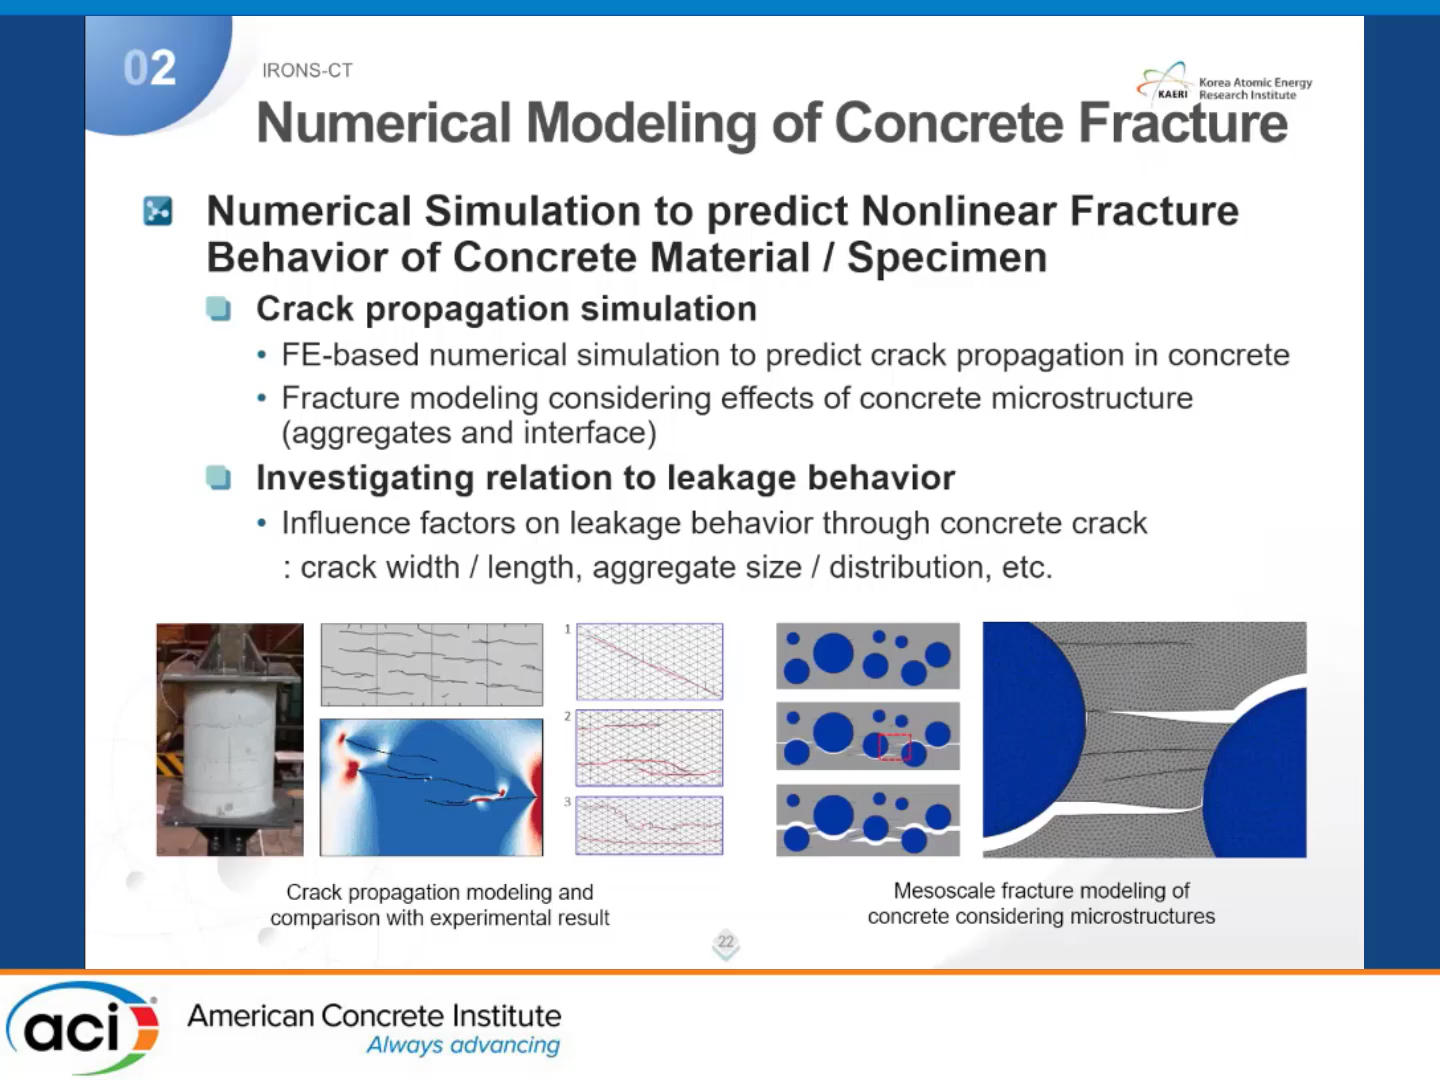 02
IRONS-CT
KAERI
Korea Atomic Energy
Research Institute
Numerical Modeling of Concrete Fracture
Numerical Simulation to predict Nonlinear Fracture
Behavior of Concrete Material / Specimen
Crack propagation simulation
• FE-based numerical simulation to predict crack propagation in concrete
• Fracture modeling considering effects of concrete microstructure
(aggregates and interface)
Investigating relation to leakage behavior
• Influence factors on leakage behavior through concrete crack
: crack width / length, aggregate size / distribution, etc.
1
2
3
Crack propagation modeling and
comparison with experimental result
Mesoscale fracture modeling of
concrete considering microstructures
22
aci
American Concrete Institute
Always advancing